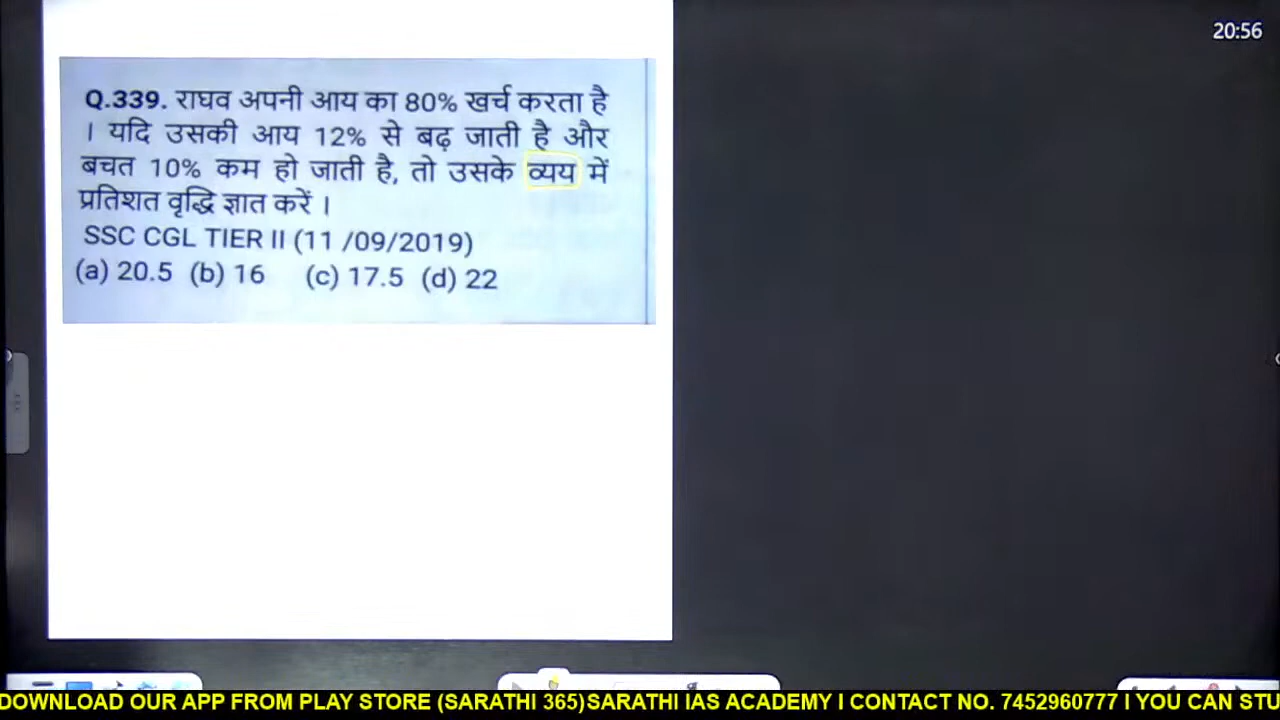 20:56
Q.339. राघव अपनी आय का 80% खर्च करता है
। यदि उसकी आय 12% से बढ़ जाती है और
बचत 10% कम हो जाती है, तो उसके व्यय में
प्रतिशत वृद्धि ज्ञात करें ।
SSC CGL TIER II (11 /09/2019)
(a) 20.5 (b) 16 (c) 17.5 (d) 22
DOWNLOAD OUR APP FROM PLAY STORE (SARATHI 365)SARATHI IAS ACADEMY I CONTACT NO. 7452960777 I YOU CAN STU